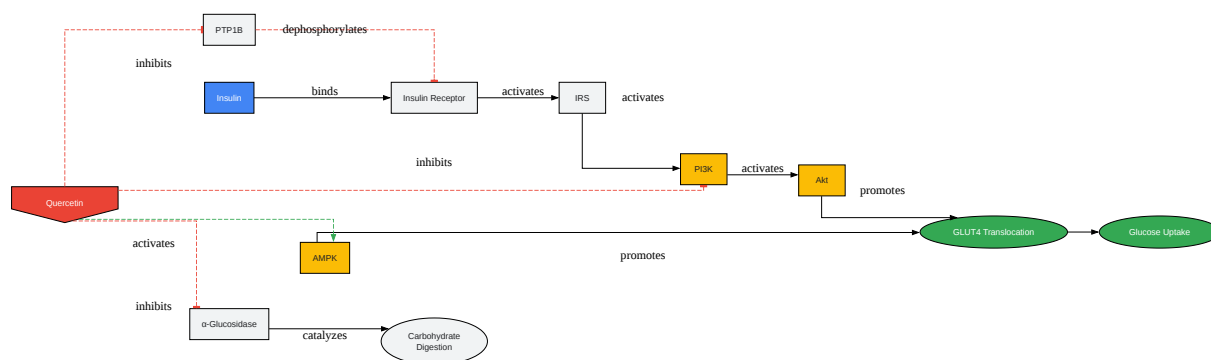 PTP1B
dephosphorylates
inhibits
Insulin
binds
Insulin Receptor
activates
IRS
activates
inhibits
PI3K
activates
Akt
promotes
Quercetin
activates
AMPK
promotes
GLUT4 Translocation
Glucose Uptake
inhibits
α-Glucosidase
catalyzes
Carbohydrate
Digestion